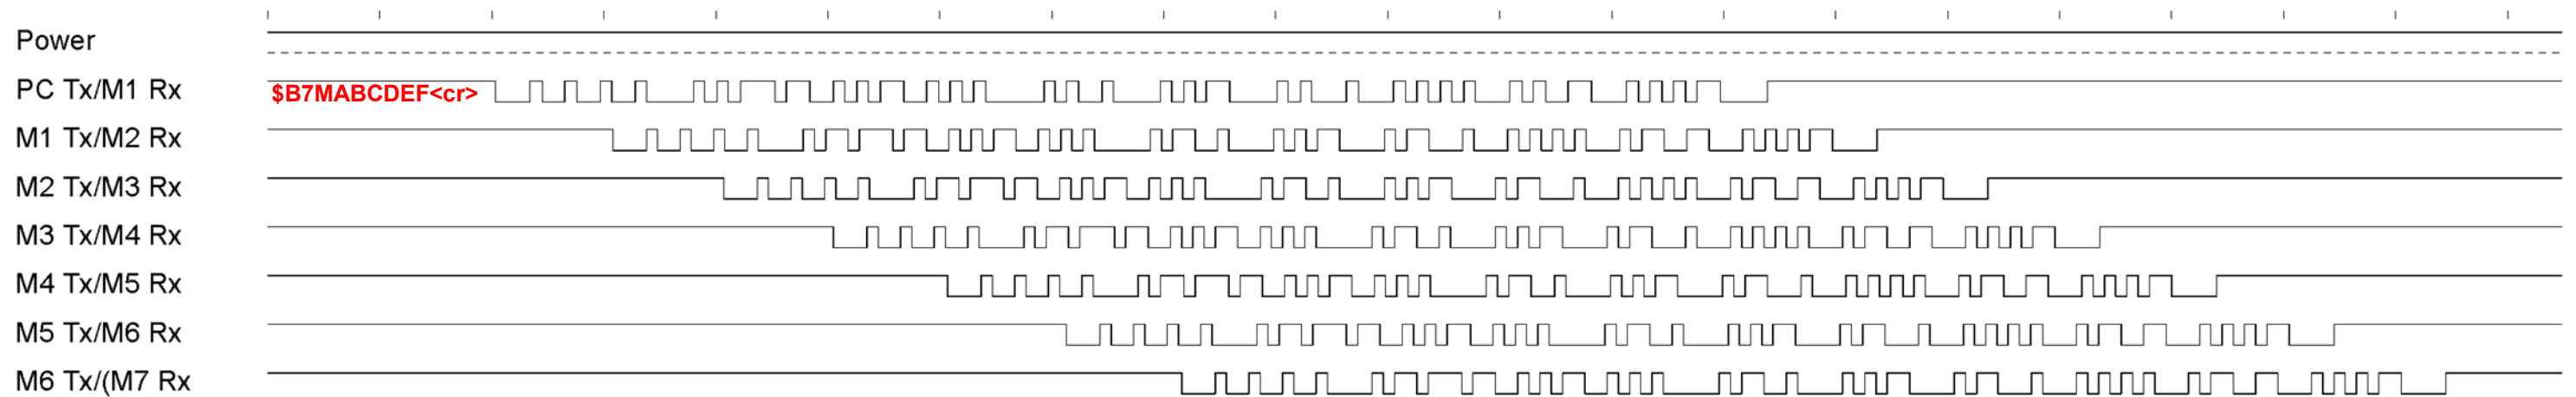 Power
PC Tx/M1 Rx
$B7MABCDEF<cr>
M1 Tx/M2 Rx
M2 Tx/M3 Rx
M3 Tx/M4 Rx
M4 Tx/M5 Rx
M5 Tx/M6 Rx
M6 Tx/(M7 Rx